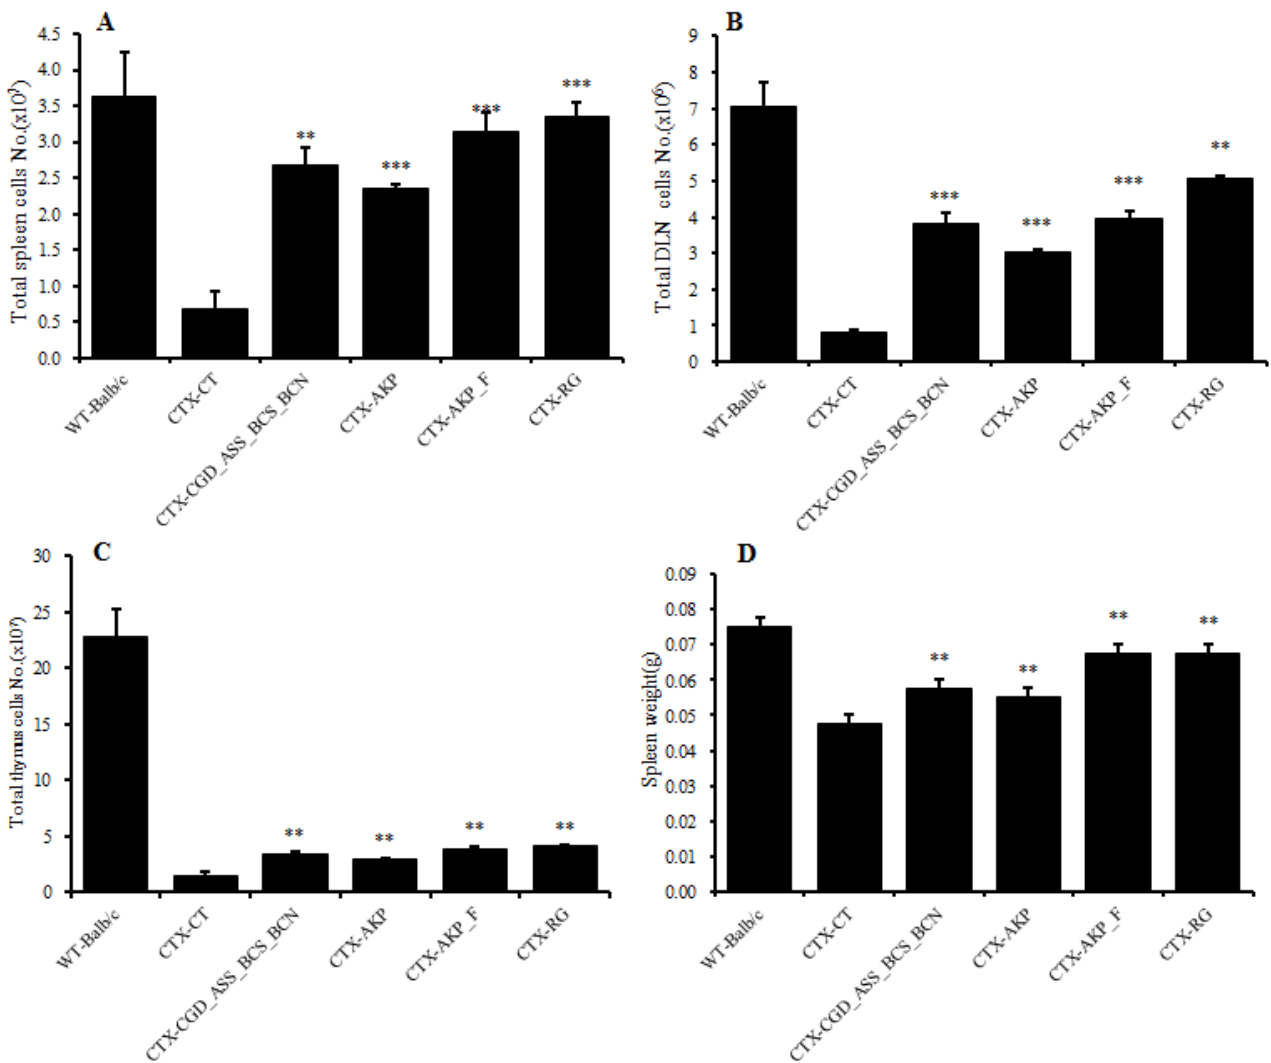 A
Total spleen cells No.(x10⁷)
4.5
4.0
3.5
3.0
2.5
2.0
1.5
1.0
0.5
0.0
**
***
***
***
WT-Balb/c
CTX-CT
CTX-CGD_ASS_BCS_BCN
CTX-AKP
CTX-AKP_F
CTX-RG
B
Total DLN cells No.(x10⁶)
9
8
7
6
5
4
3
2
1
0
***
***
***
**
WT-Balb/c
CTX-CT
CTX-CGD_ASS_BCS_BCN
CTX-AKP
CTX-AKP_F
CTX-RG
C
Total thymus cells No.(x10⁷)
30
25
20
15
10
5
0
**
**
**
**
WT-Balb/c
CTX-CT
CTX-CGD_ASS_BCS_BCN
CTX-AKP
CTX-AKP_F
CTX-RG
D
Spleen weight(g)
0.09
0.08
0.07
0.06
0.05
0.04
0.03
0.02
0.01
0.00
**
**
**
**
WT-Balb/c
CTX-CT
CTX-CGD_ASS_BCS_BCN
CTX-AKP
CTX-AKP_F
CTX-RG